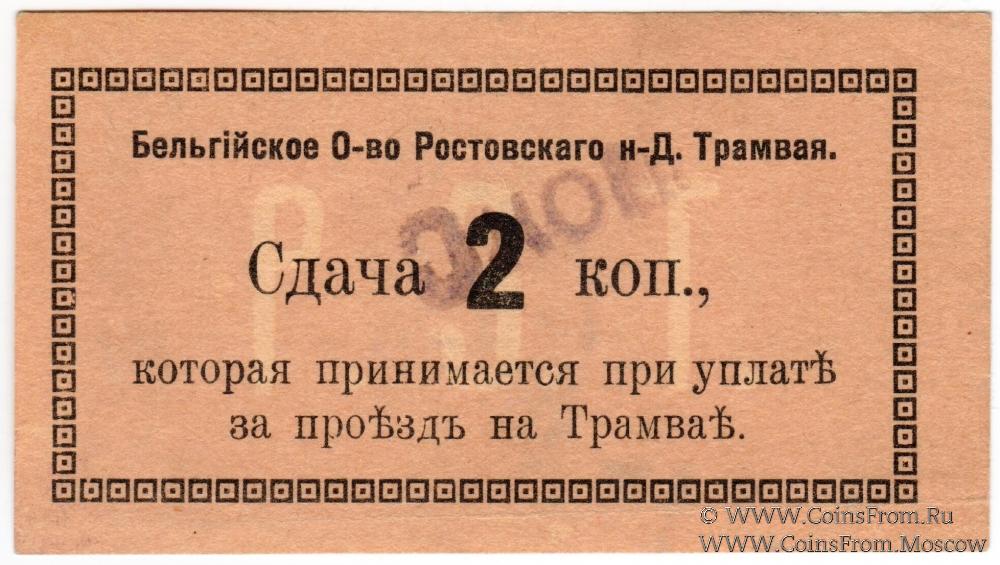 Бельгійское О-во Ростовскаго н-Д. Трамвая.
Сдача 2 коп.,
которая принимается при уплатѣ
за проѣздъ на Трамваѣ.
© WWW.CoinsFrom.Ru
WWW.CoinsFrom.Moscow